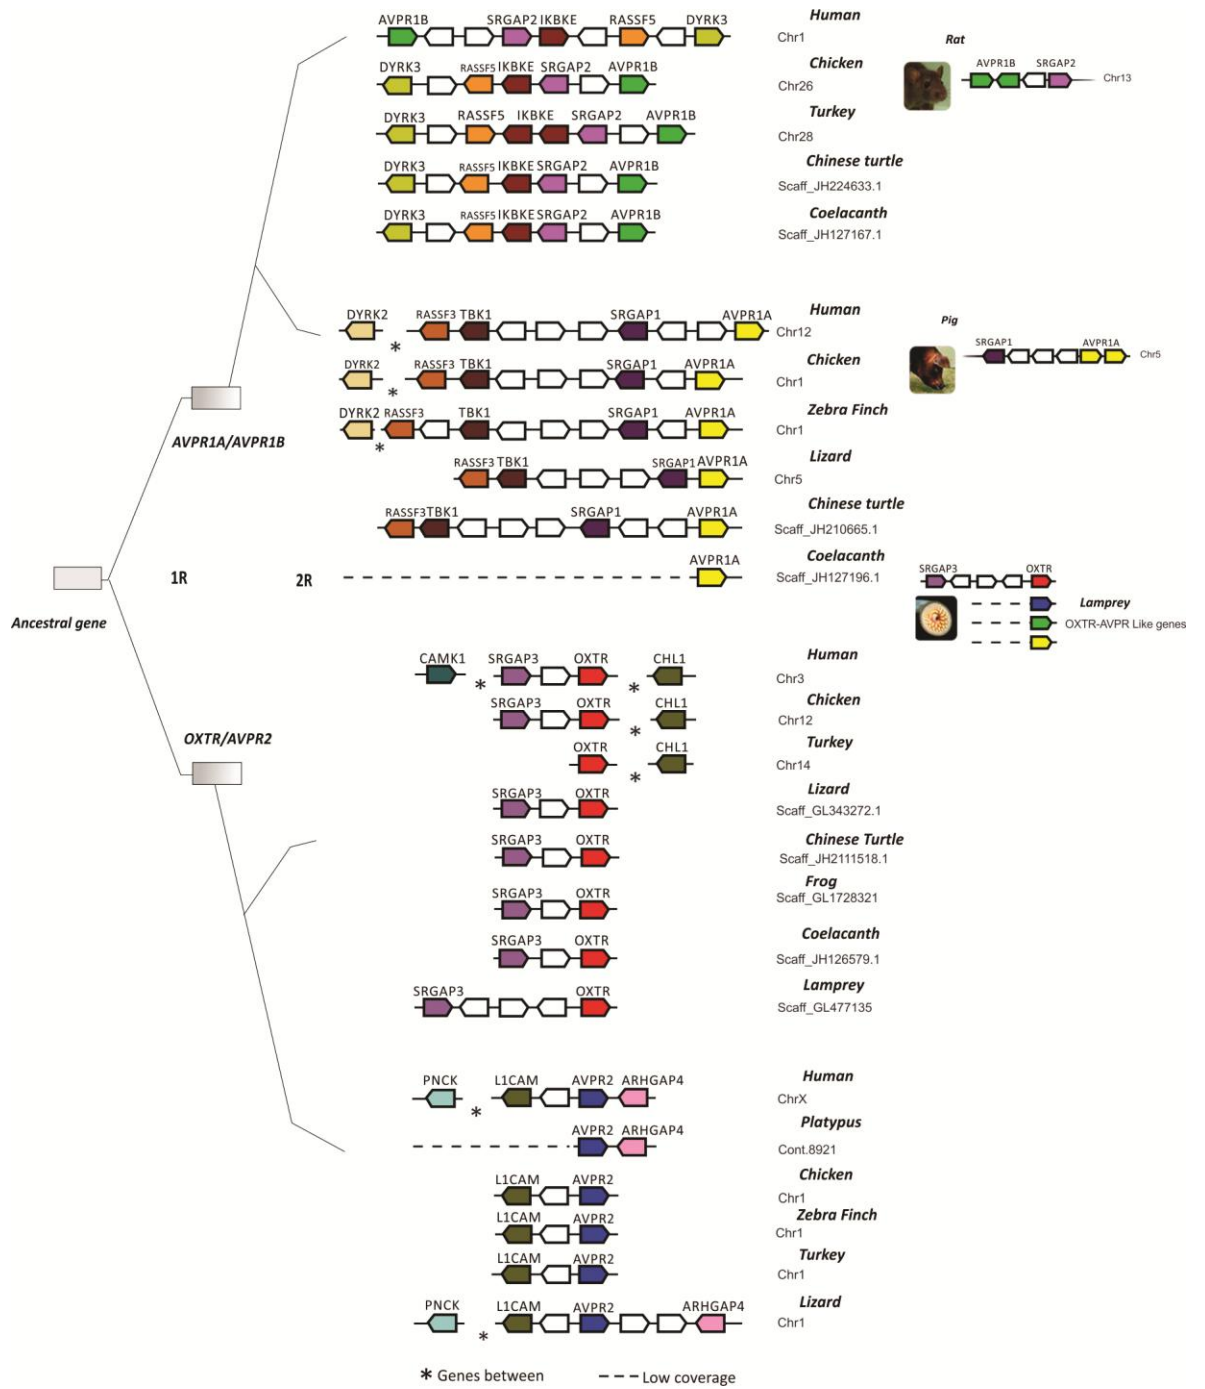 Human
AVPR1B SRGAP2 IKBKE RASSF5 DYRK3
Chr1
Rat
AVPR1B SRGAP2
Chr13
Chicken
DYRK3 RASSF5 IKBKE SRGAP2 AVPR1B
Chr26
Turkey
DYRK3 RASSF5 IKBKE SRGAP2 AVPR1B
Chr28
Chinese turtle
DYRK3 RASSF5 IKBKE SRGAP2 AVPR1B
Scaff_JH224633.1
Coelacanth
DYRK3 RASSF5 IKBKE SRGAP2 AVPR1B
Scaff_JH127167.1
Human
DYRK2 * RASSF3 TBK1 SRGAP1 AVPR1A
Chr12
Pig
SRGAP1 AVPR1A
Chr5
Chicken
DYRK2 * RASSF3 TBK1 SRGAP1 AVPR1A
Chr1
Zebra Finch
DYRK2 * RASSF3 TBK1 SRGAP1 AVPR1A
Chr1
AVPR1A/AVPR1B
Lizard
RASSF3 TBK1 SRGAP1 AVPR1A
Chr5
Chinese turtle
RASSF3 TBK1 SRGAP1 AVPR1A
Scaff_JH210665.1
Coelacanth
AVPR1A
Scaff_JH127196.1
1R 2R
Ancestral gene
SRGAP3 OXTR
Lamprey
OXTR-AVPR Like genes
Human
CAMK1 * SRGAP3 OXTR * CHL1
Chr3
Chicken
SRGAP3 OXTR * CHL1
Chr12
OXTR/AVPR2
Turkey
OXTR * CHL1
Chr14
Lizard
SRGAP3 OXTR
Scaff_GL343272.1
Chinese Turtle
SRGAP3 OXTR
Scaff_JH2111518.1
Frog
SRGAP3 OXTR
Scaff_GL1728321
Coelacanth
SRGAP3 OXTR
Scaff_JH126579.1
Lamprey
SRGAP3 OXTR
Scaff_GL477135
Human
PNCK * L1CAM AVPR2 ARHGAP4
ChrX
Platypus
AVPR2 ARHGAP4
Cont.8921
Chicken
L1CAM AVPR2
Chr1
Zebra Finch
L1CAM AVPR2
Chr1
Turkey
L1CAM AVPR2
Chr1
Lizard
PNCK * L1CAM AVPR2 ARHGAP4
Chr1
* Genes between ---- Low coverage